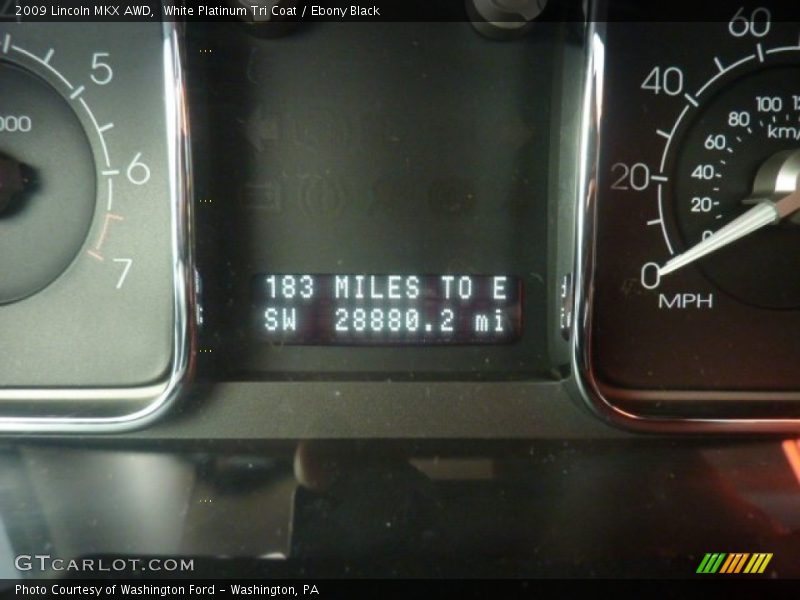 2009 Lincoln MKX AWD, White Platinum Tri Coat / Ebony Black
5
6
7
60
40
20
0
MPH
100
80
60
40
20
km/
183 MILES TO E
SW 28880.2 mi
GTCARLOT.COM
Photo Courtesy of Washington Ford - Washington, PA